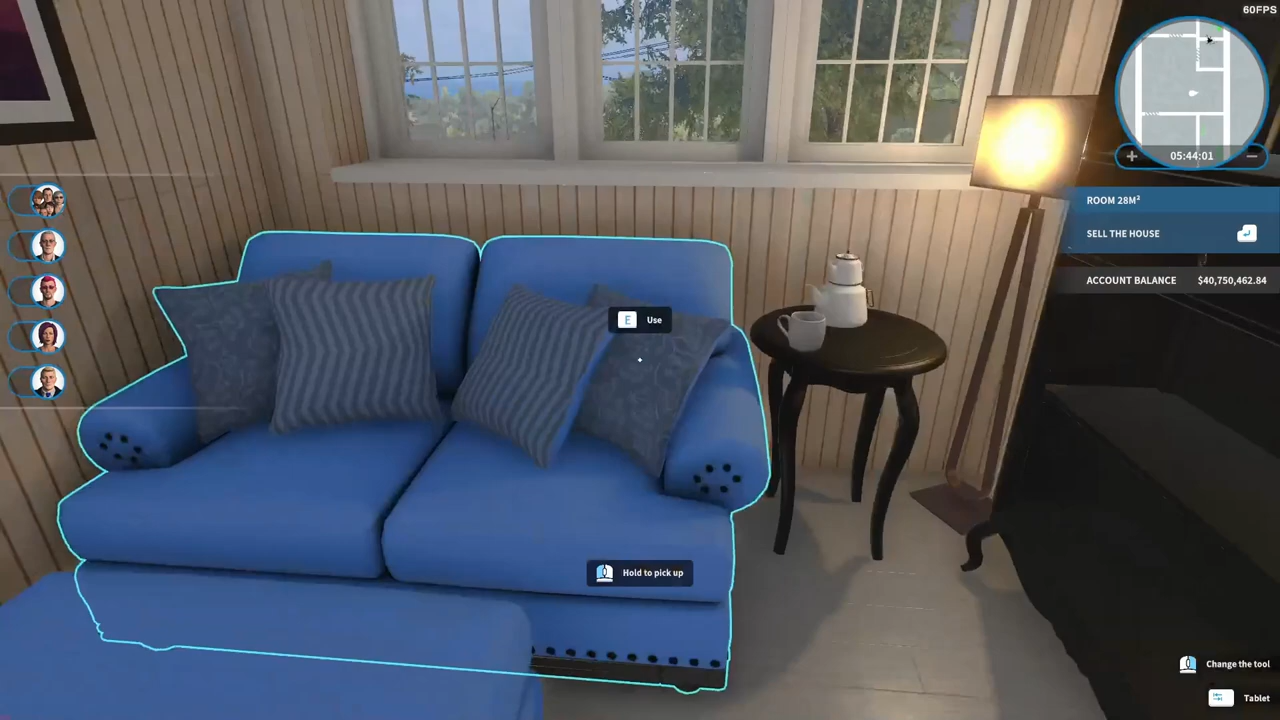 60FPS
+ 05:44:01 −
ROOM 28M²
SELL THE HOUSE
ACCOUNT BALANCE $40,750,462.84
E Use
Hold to pick up
Change the tool
Tablet